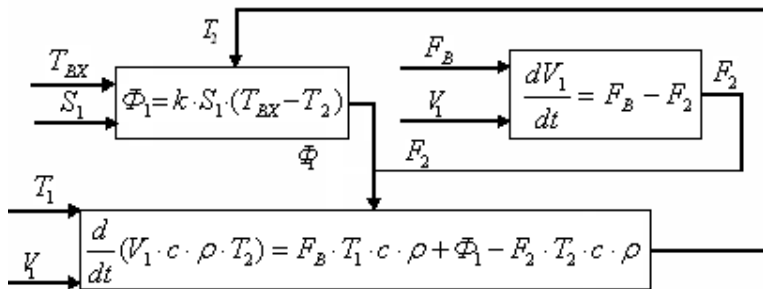 T₂
T_BX
S₁
Φ₁ = k · S₁ · (T_BX − T₂)
F_B
V₁
dV₁/dt = F_B − F₂
F₂
Φ₁
F₂
T₁
V₁
d/dt (V₁ · c · ρ · T₂) = F_B · T₁ · c · ρ + Φ₁ − F₂ · T₂ · c · ρ